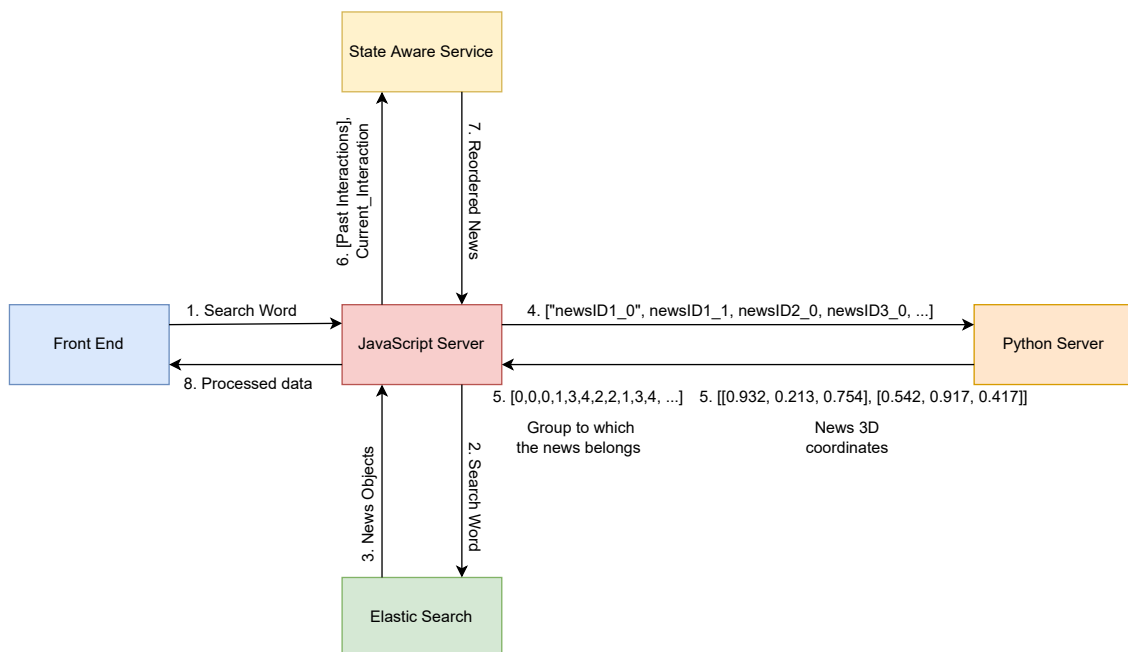 State Aware Service
6. [Past Interactions],
Current_Interaction
7. Reordered News
1. Search Word
4. ["newsID1_0", newsID1_1, newsID2_0, newsID3_0, ...]
Front End
JavaScript Server
Python Server
8. Processed data
5. [0,0,0,1,3,4,2,2,1,3,4, ...]
5. [[0.932, 0.213, 0.754], [0.542, 0.917, 0.417]]
Group to which
the news belongs
News 3D
coordinates
3. News Objects
2. Search Word
Elastic Search